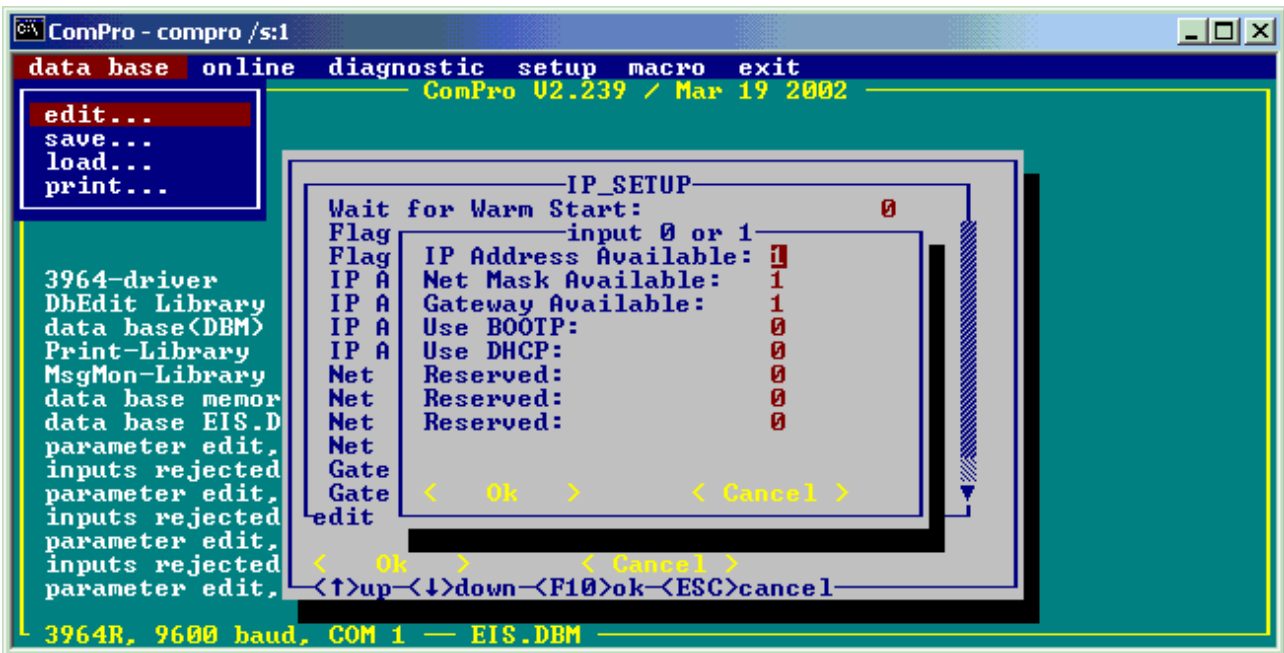 ComPro - compro /s:1
data base online diagnostic setup macro exit
ComPro V2.239 / Mar 19 2002
edit...
save...
load...
print...
IP_SETUP
Wait for Warm Start: 0
Flag
input 0 or 1
Flag
IP Address Available: 1
3964-driver
IP A
Net Mask Available: 1
DbEdit Library
IP A
Gateway Available: 1
data base(DBM)
IP A
Use BOOTP: 0
Print-Library
IP A
Use DHCP: 0
MsgMon-Library
Net
Reserved: 0
data base memor
Net
Reserved: 0
data base EIS.D
Net
Reserved: 0
parameter edit,
Net
inputs rejected
Gate
parameter edit,
Gate
< Ok > < Cancel >
inputs rejected
edit
parameter edit,
inputs rejected
< Ok > < Cancel >
parameter edit,
<↑>up-<↓>down-<F10>ok-<ESC>cancel
3964R, 9600 baud, COM 1 — EIS.DBM